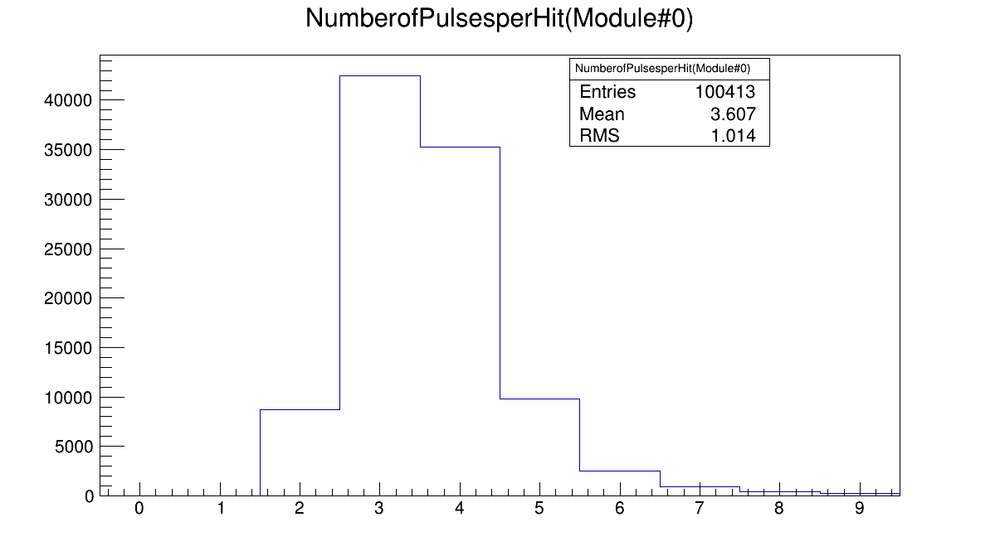 NumberofPulsesperHit(Module#0)
NumberofPulsesperHit(Module#0)
Entries 100413
Mean 3.607
RMS 1.014
40000
35000
30000
25000
20000
15000
10000
5000
0
0 1 2 3 4 5 6 7 8 9